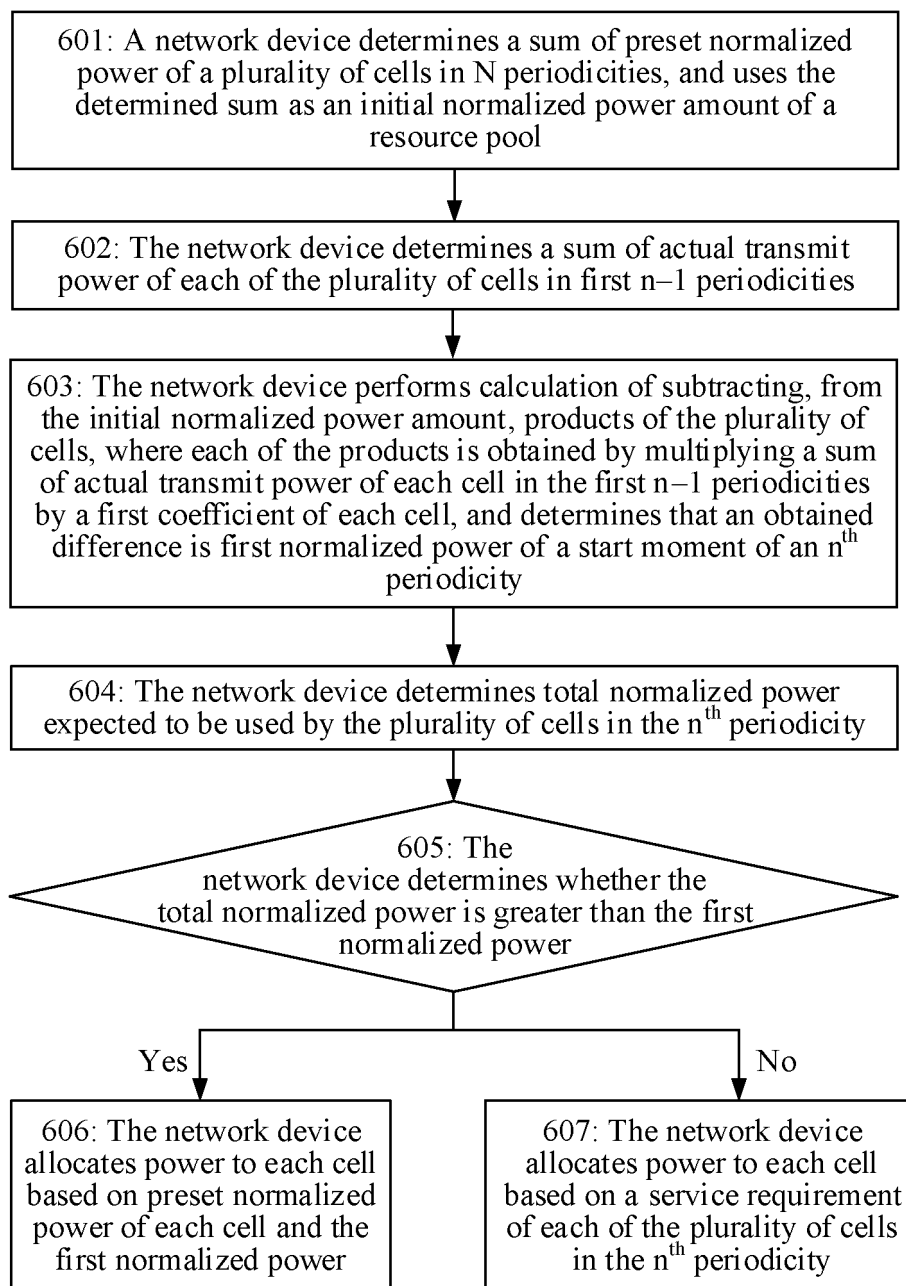 601: A network device determines a sum of preset normalized
power of a plurality of cells in N periodicities, and uses the
determined sum as an initial normalized power amount of a
resource pool
602: The network device determines a sum of actual transmit
power of each of the plurality of cells in first n–1 periodicities
603: The network device performs calculation of subtracting, from
the initial normalized power amount, products of the plurality of
cells, where each of the products is obtained by multiplying a sum
of actual transmit power of each cell in the first n–1 periodicities
by a first coefficient of each cell, and determines that an obtained
difference is first normalized power of a start moment of an nth
periodicity
604: The network device determines total normalized power
expected to be used by the plurality of cells in the nth periodicity
605: The
network device determines whether the
total normalized power is greater than the first
normalized power
Yes
No
606: The network device
allocates power to each cell
based on preset normalized
power of each cell and the
first normalized power
607: The network device
allocates power to each cell
based on a service requirement
of each of the plurality of cells
in the nth periodicity